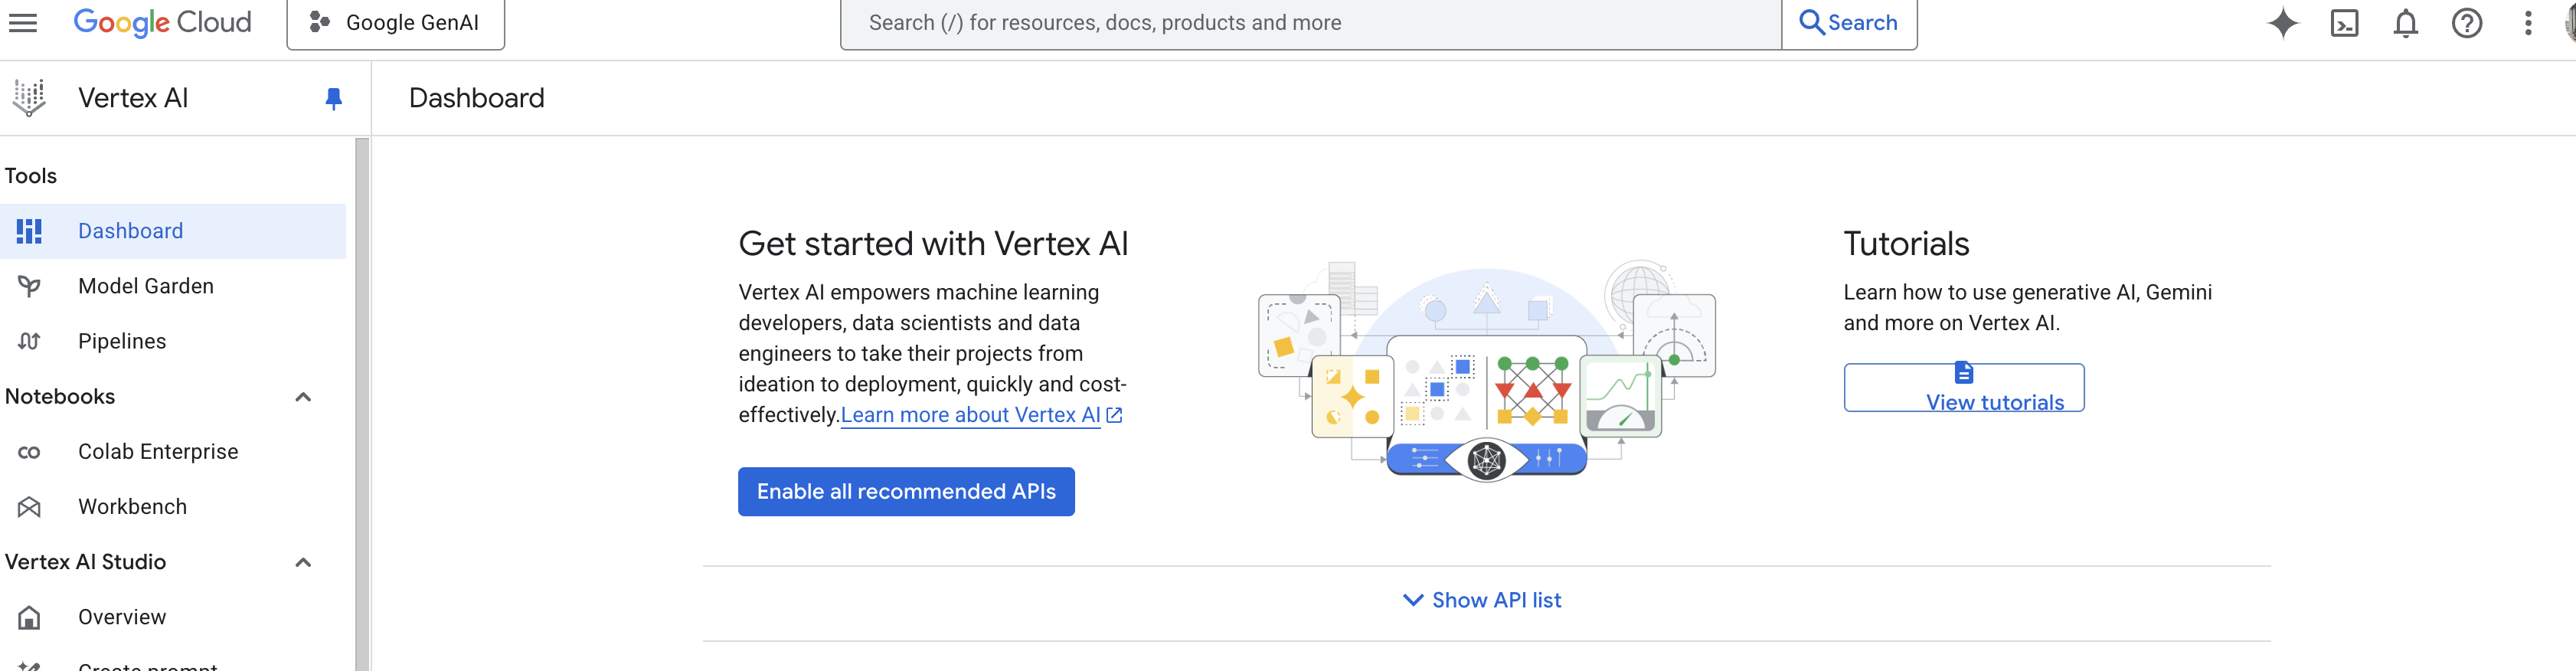 Google Cloud
Google GenAI
Search (/) for resources, docs, products and more
Search
Vertex AI
Dashboard
Tools
Dashboard
Model Garden
Pipelines
Notebooks
Colab Enterprise
Workbench
Vertex AI Studio
Overview
Create prompt
Get started with Vertex AI
Vertex AI empowers machine learning
developers, data scientists and data
engineers to take their projects from
ideation to deployment, quickly and cost-
effectively.Learn more about Vertex AI
Enable all recommended APIs
Tutorials
Learn how to use generative AI, Gemini
and more on Vertex AI.
View tutorials
Show API list